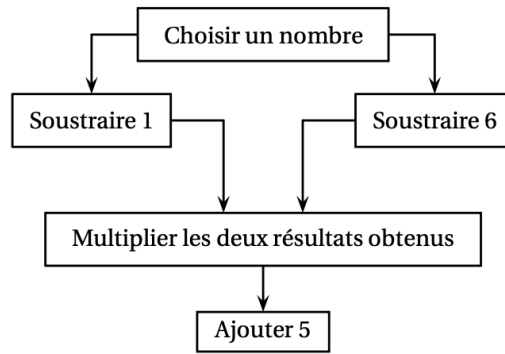 Choisir un nombre
Soustraire 1
Soustraire 6
Multiplier les deux résultats obtenus
Ajouter 5